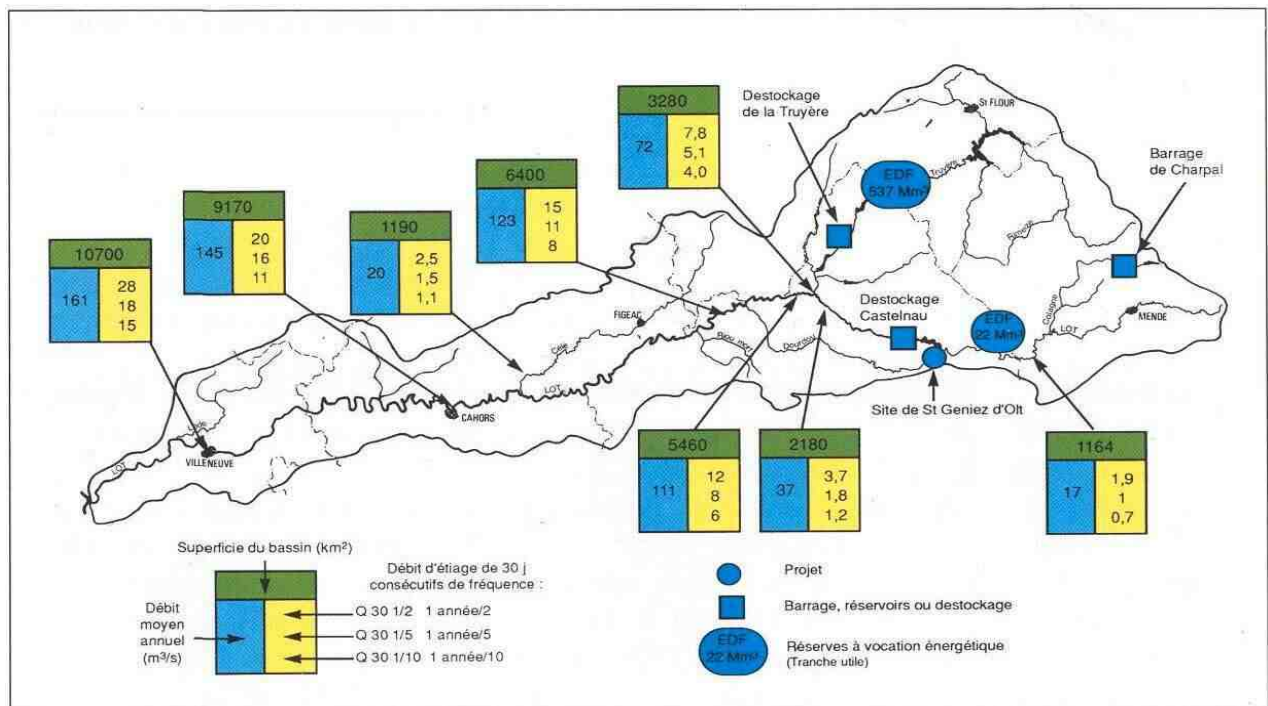 3280
72
7,8
5,1
4,0
Destockage
de la Truyère
St FLOUR
Barrage
de Charpal
EDF
537 Mm³
Truyère
6400
123
15
11
8
9170
145
20
16
11
1190
20
2,5
1,5
1,1
10700
161
28
18
15
Destockage
Castelnau
EDF
22 Mm³
Colagne
LOT
MENDE
FIGEAC
Célé
LOT
Riou mort
Dourdou
CAHORS
Lède
LOT
VILLENEUVE
Site de St Geniez d'Olt
5460
111
12
8
6
2180
37
3,7
1,8
1,2
1164
17
1,9
1
0,7
Superficie du bassin (km²)
Débit
moyen
annuel
(m³/s)
Débit d'étiage de 30 j
consécutifs de fréquence :
Q 30 1/2 1 année/2
Q 30 1/5 1 année/5
Q 30 1/10 1 année/10
Projet
Barrage, réservoirs ou destockage
EDF
22 Mm³
Réserves à vocation énergétique
(Tranche utile)